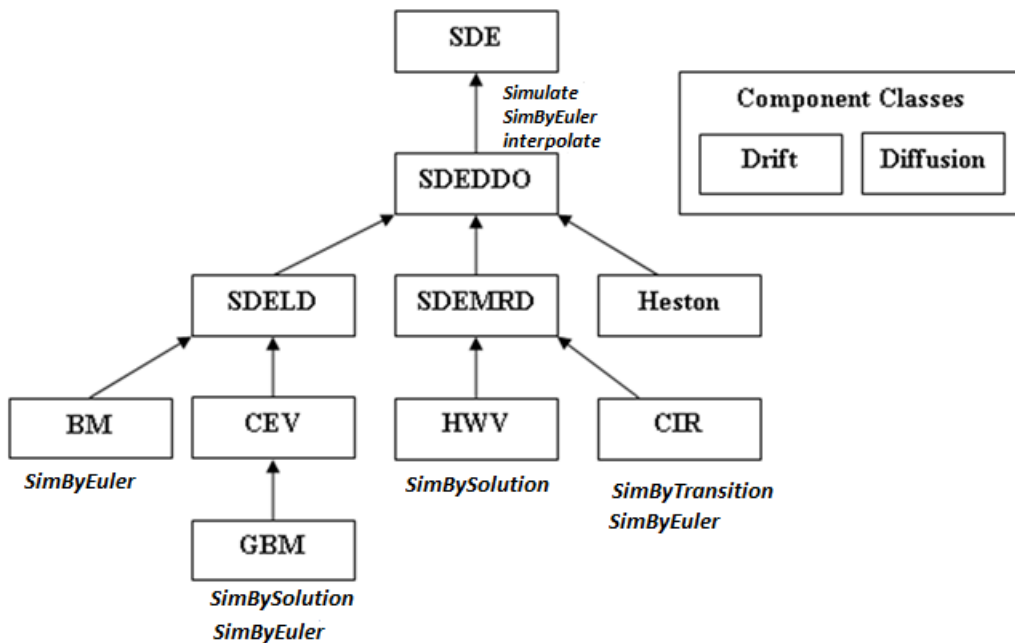 SDE
Simulate
SimByEuler
interpolate
Component Classes
Drift
Diffusion
SDEDDO
SDELD
SDEMRD
Heston
BM
CEV
HWV
CIR
SimByEuler
SimBySolution
SimByTransition
SimByEuler
GBM
SimBySolution
SimByEuler